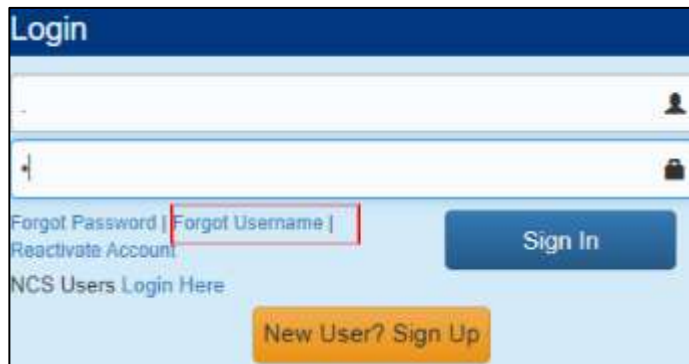 Login
.
•
Forgot Password | Forgot Username |
Reactivate Account
Sign In
NCS Users Login Here
New User? Sign Up